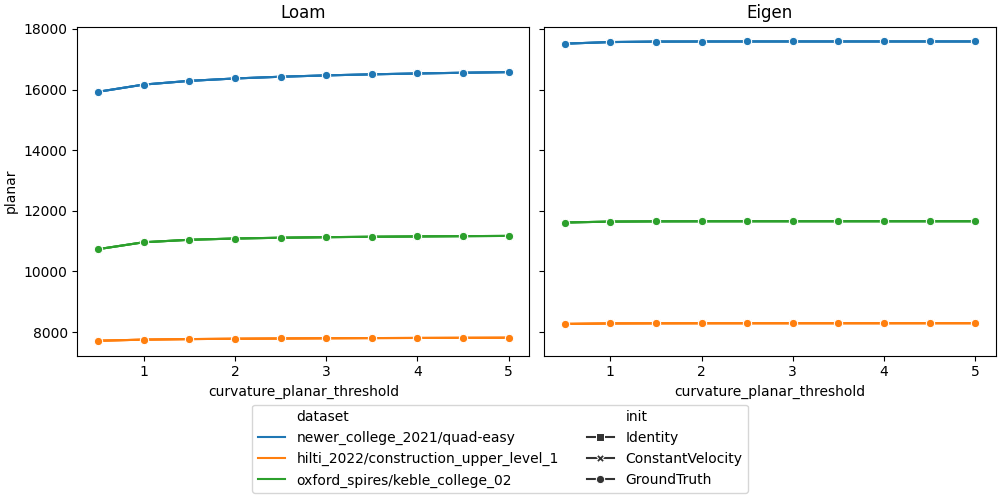 Loam
Eigen
18000
16000
14000
12000
10000
8000
planar
1 2 3 4 5
1 2 3 4 5
curvature_planar_threshold
curvature_planar_threshold
dataset
newer_college_2021/quad-easy
hilti_2022/construction_upper_level_1
oxford_spires/keble_college_02
init
Identity
ConstantVelocity
GroundTruth